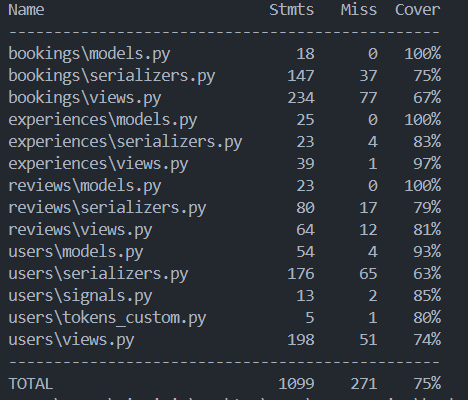 Name Stmts Miss Cover
--------------------------------------------
bookings\models.py 18 0 100%
bookings\serializers.py 147 37 75%
bookings\views.py 234 77 67%
experiences\models.py 25 0 100%
experiences\serializers.py 23 4 83%
experiences\views.py 39 1 97%
reviews\models.py 23 0 100%
reviews\serializers.py 80 17 79%
reviews\views.py 64 12 81%
users\models.py 54 4 93%
users\serializers.py 176 65 63%
users\signals.py 13 2 85%
users\tokens_custom.py 5 1 80%
users\views.py 198 51 74%
--------------------------------------------
TOTAL 1099 271 75%